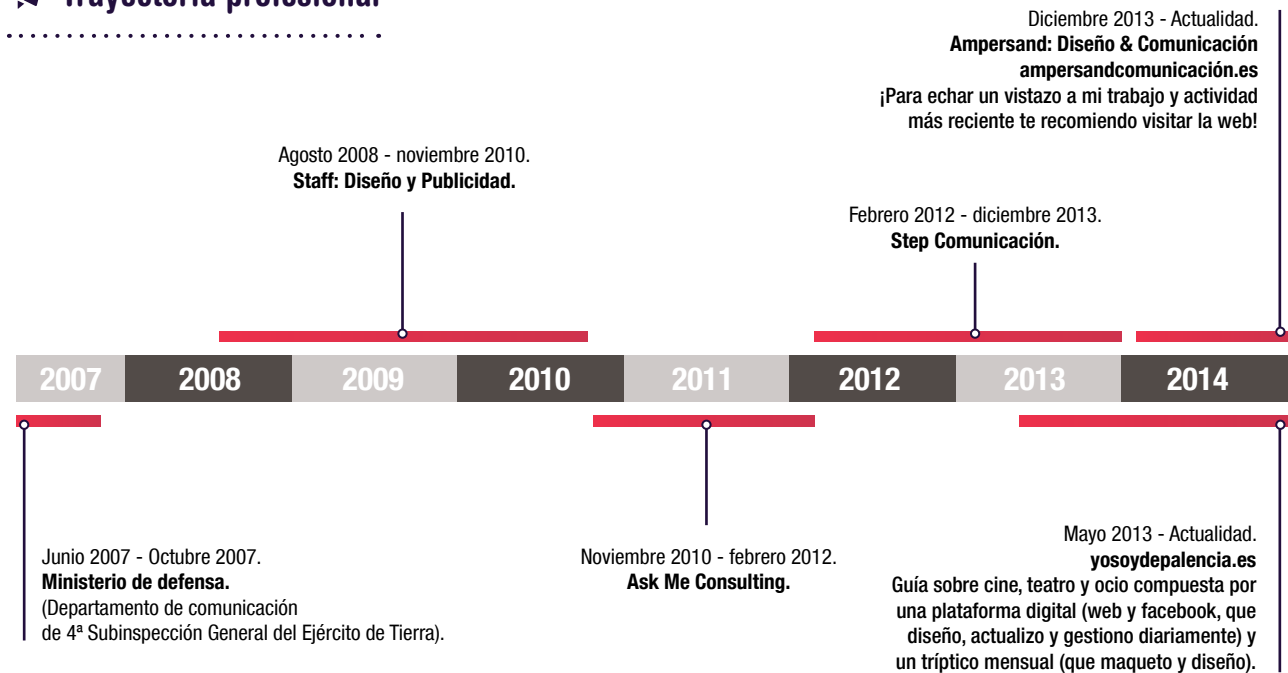 Trayectoria profesional
Diciembre 2013 - Actualidad.
Ampersand: Diseño & Comunicación
ampersandcomunicación.es
¡Para echar un vistazo a mi trabajo y actividad
más reciente te recomiendo visitar la web!
Agosto 2008 - noviembre 2010.
Staff: Diseño y Publicidad.
Febrero 2012 - diciembre 2013.
Step Comunicación.
2007 2008 2009 2010 2011 2012 2013 2014
Junio 2007 - Octubre 2007.
Ministerio de defensa.
(Departamento de comunicación
de 4ª Subinspección General del Ejército de Tierra).
Noviembre 2010 - febrero 2012.
Ask Me Consulting.
Mayo 2013 - Actualidad.
yosoydepalencia.es
Guía sobre cine, teatro y ocio compuesta por
una plataforma digital (web y facebook, que
diseño, actualizo y gestiono diariamente) y
un tríptico mensual (que maqueto y diseño).